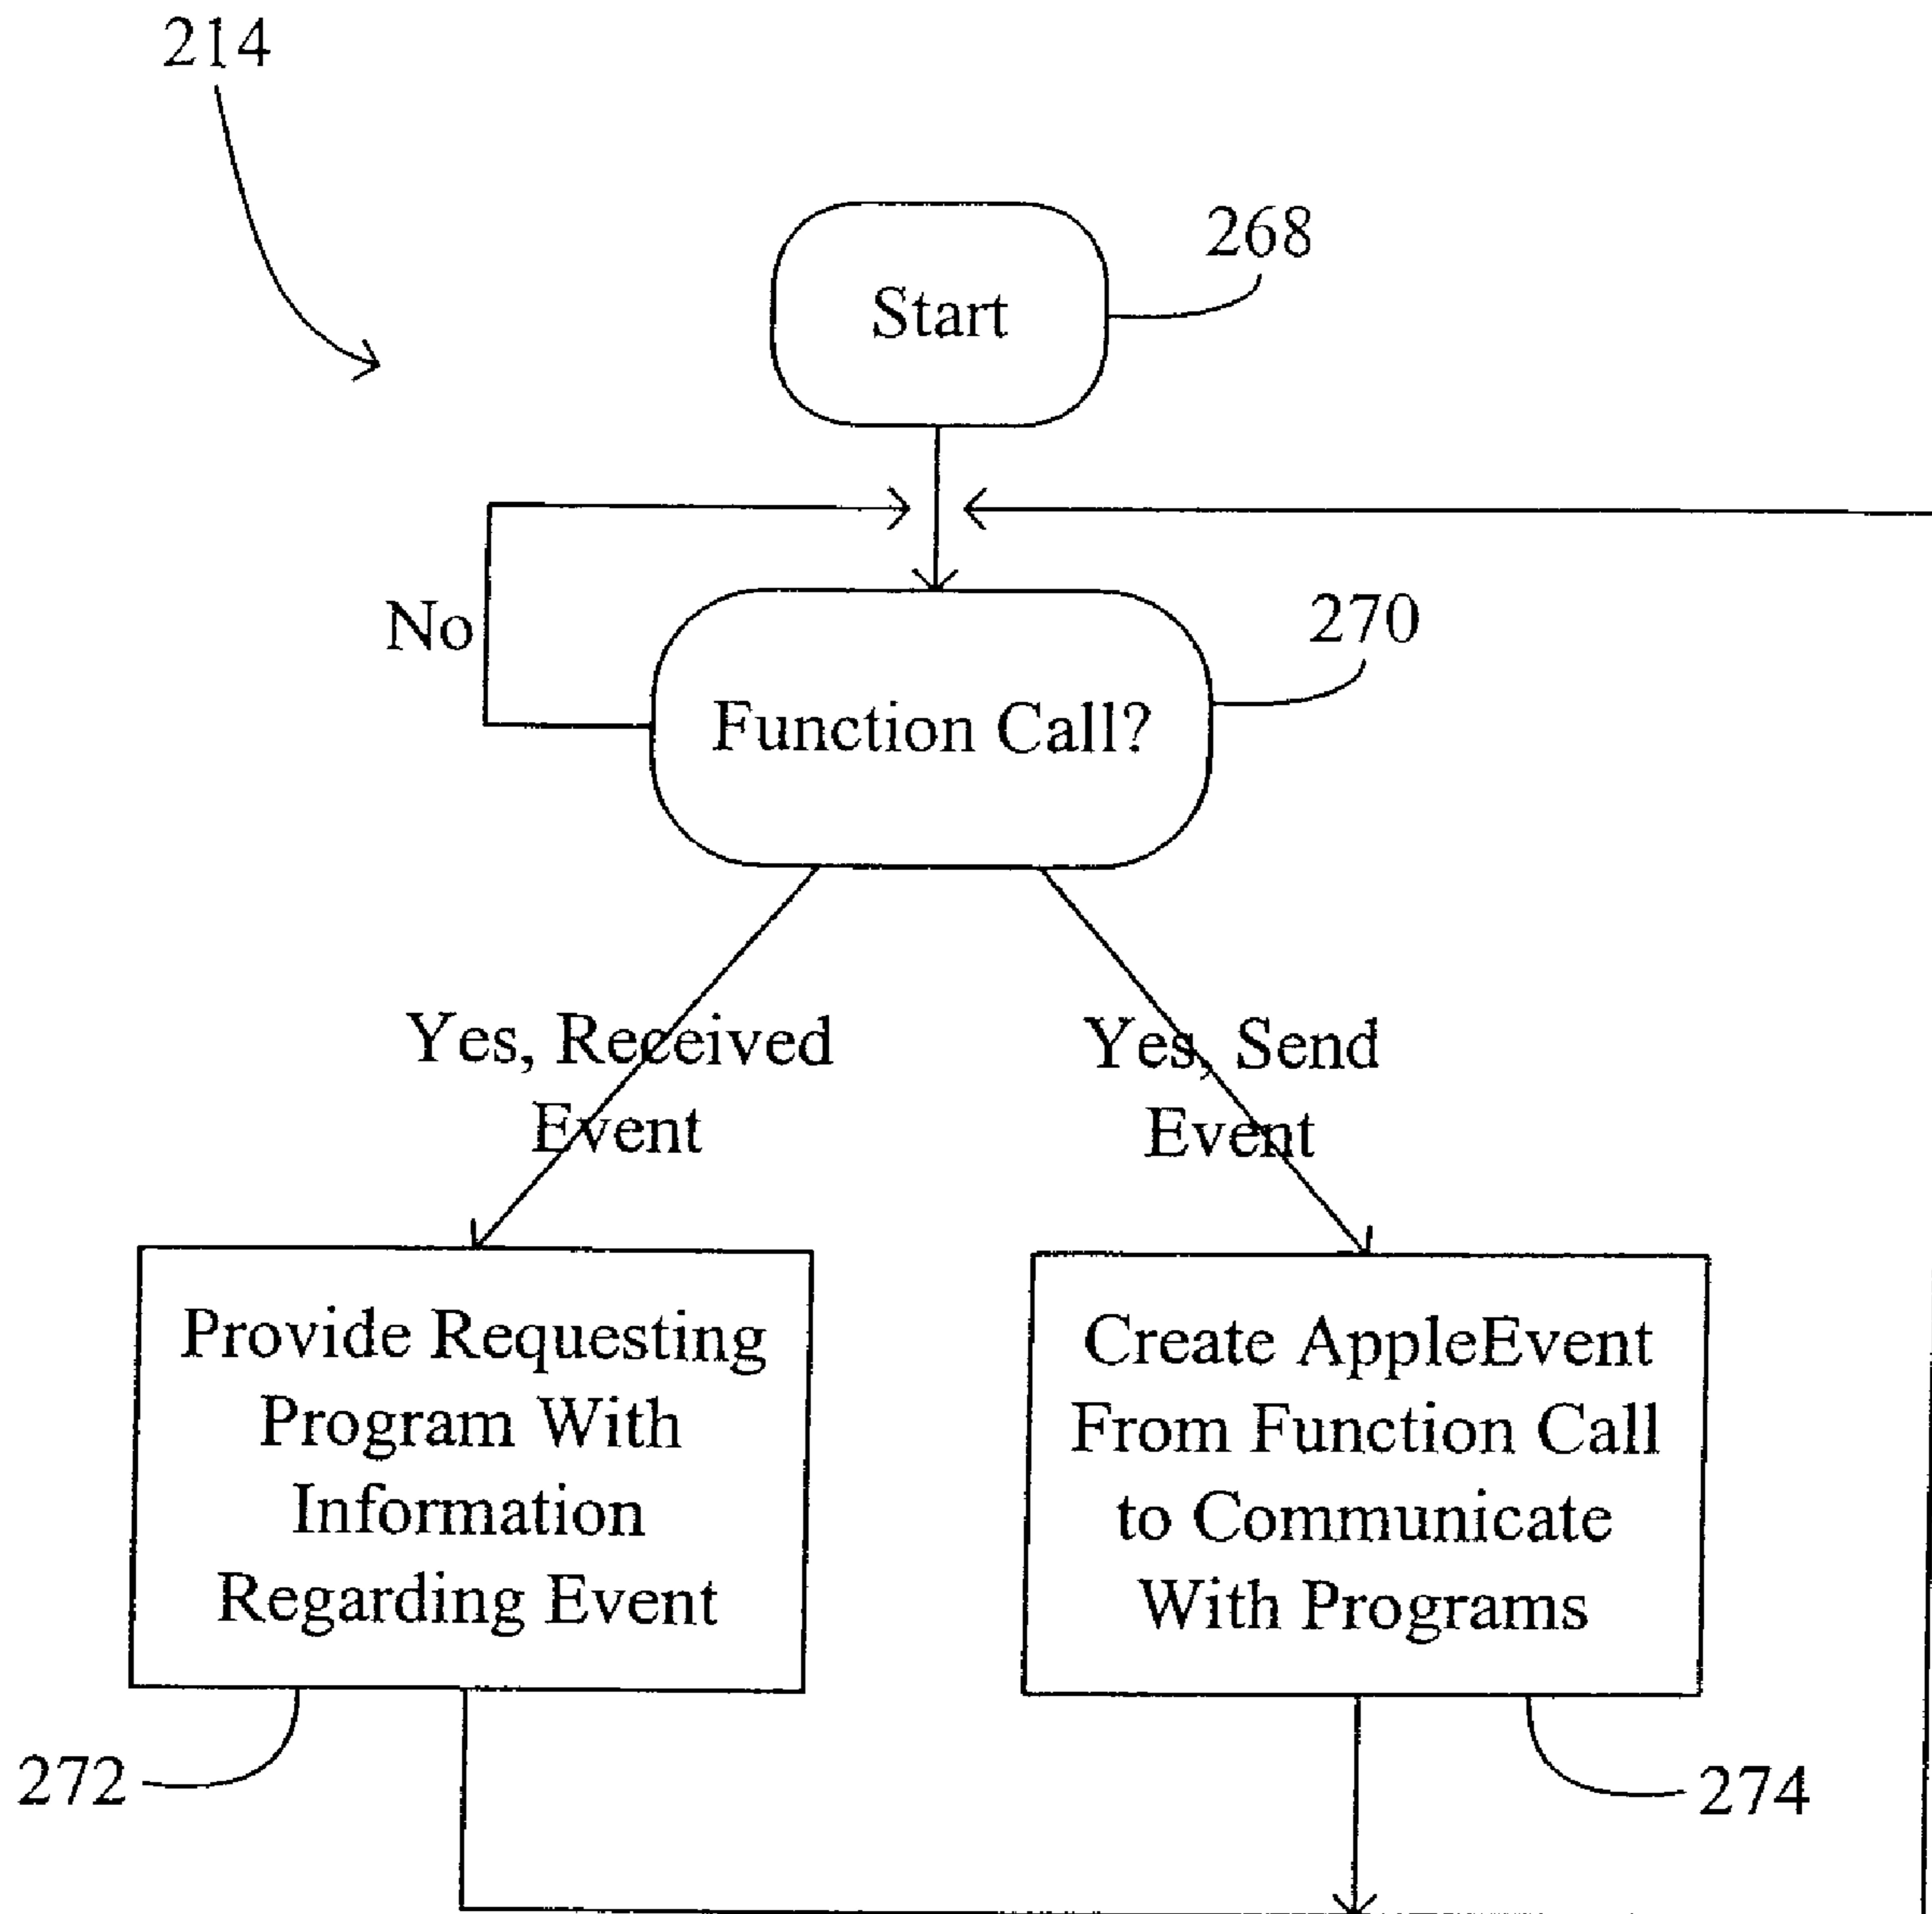 214
268
Start
No
270
Function Call?
Yes, Received
Event
Yes, Send
Event
Provide Requesting
Program With
Information
Regarding Event
Create AppleEvent
From Function Call
to Communicate
With Programs
272
274